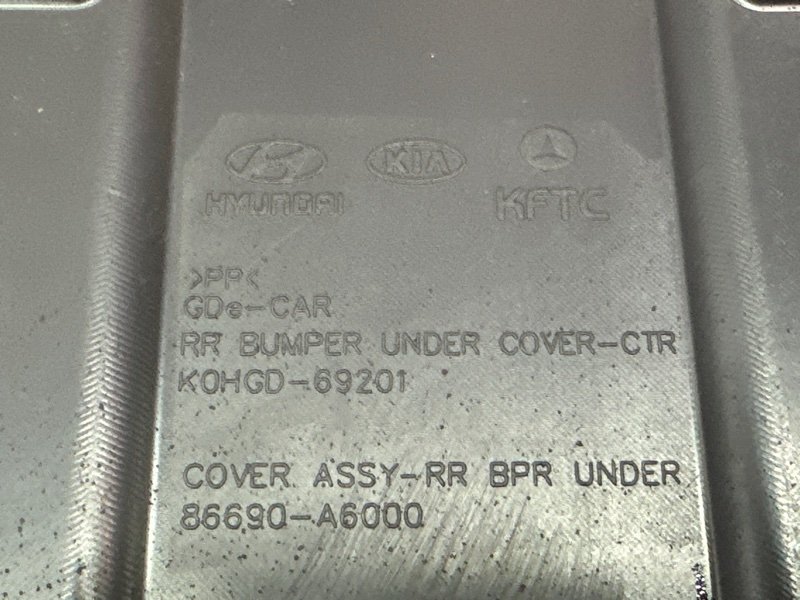 HYUNDAI KIA KFTC
>PP<
GDe-CAR
RR BUMPER UNDER COVER-CTR
K0HGD-69201
COVER ASSY-RR BPR UNDER
86690-A6000